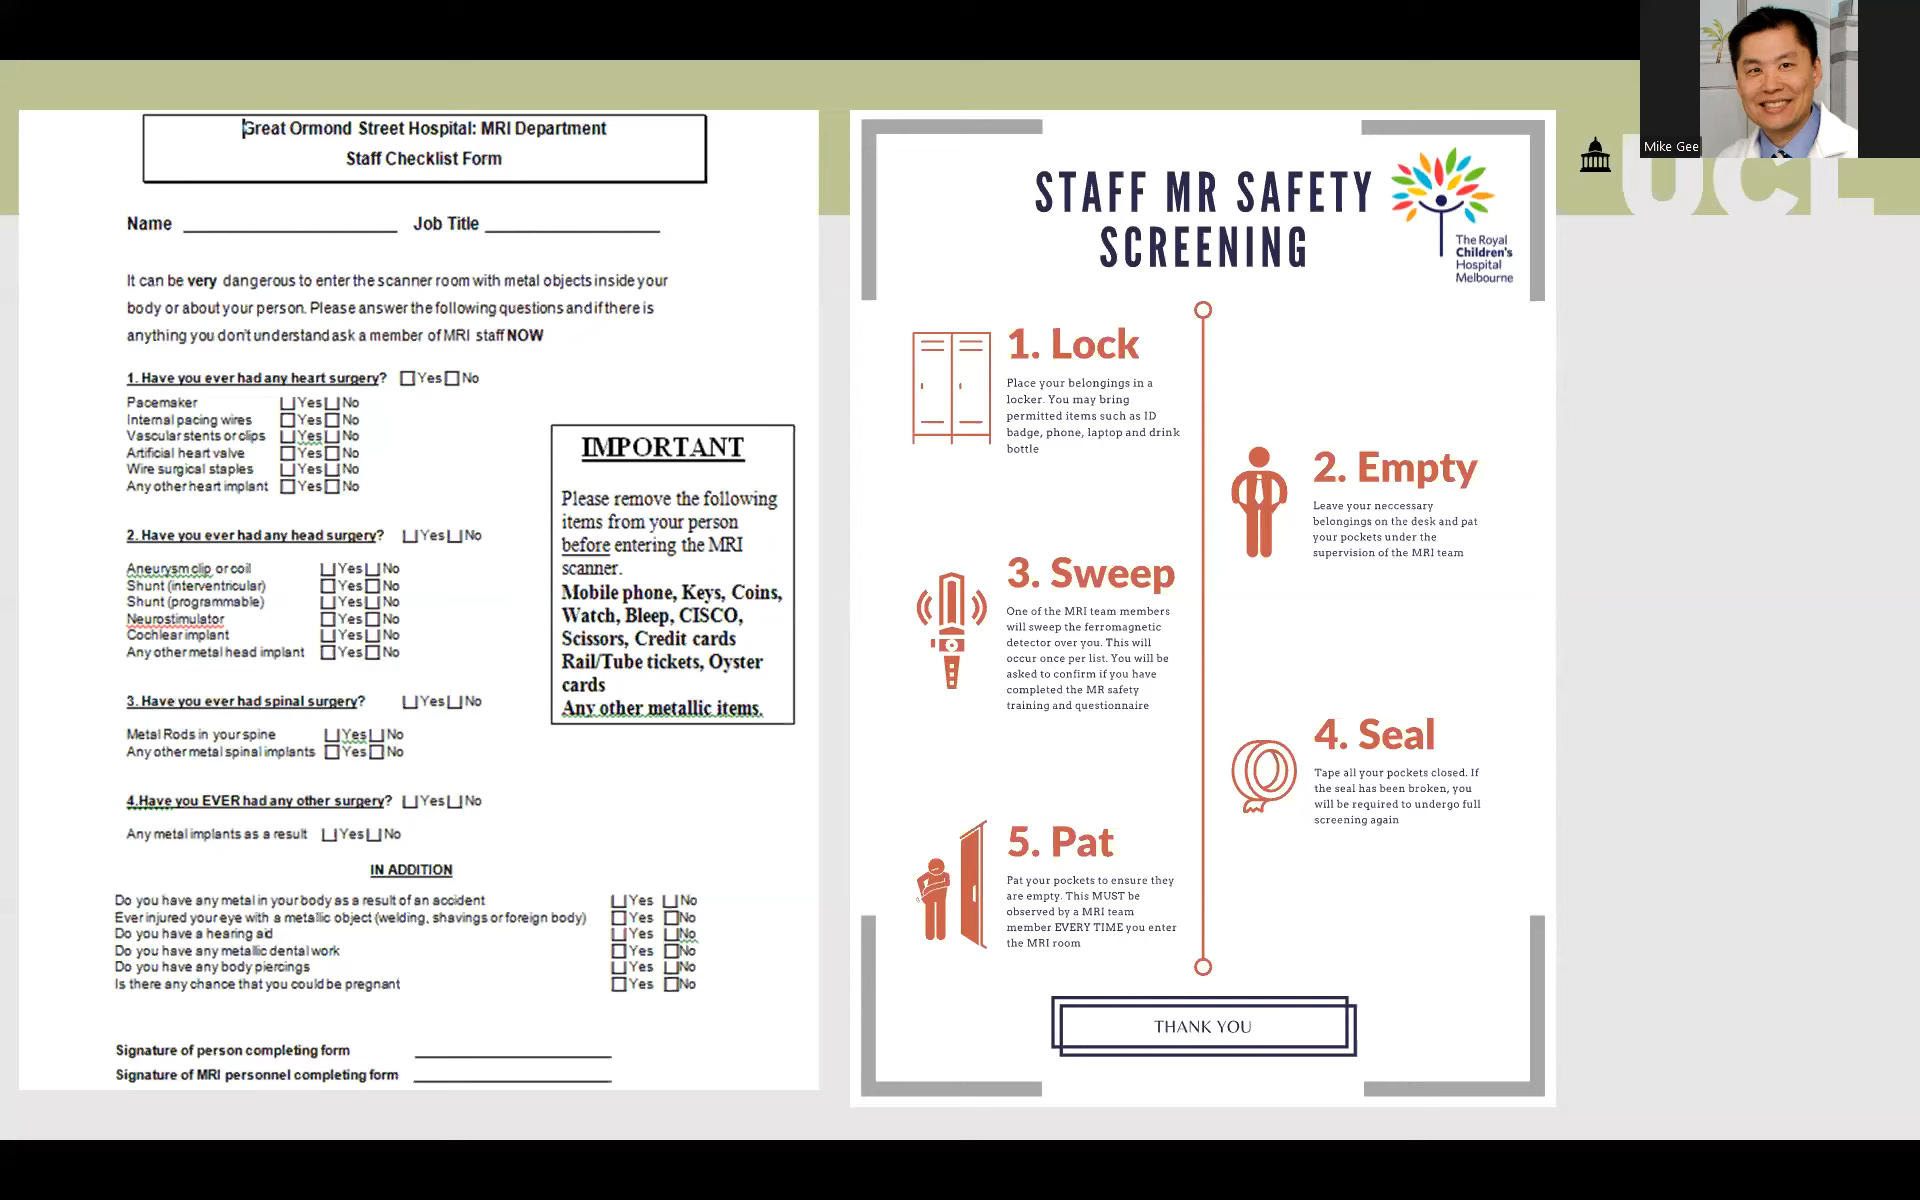 Great Ormond Street Hospital: MRI Department
Staff Checklist Form
Name Job Title
It can be very dangerous to enter the scanner room with metal objects inside your
body or about your person. Please answer the following questions and if there is
anything you don't understand ask a member of MRI staff NOW
1. Have you ever had any heart surgery? Yes No
Pacemaker Yes No
Internal pacing wires Yes No
Vascular stents or clips Yes No
Artificial heart valve Yes No
Wire surgical staples Yes No
Any other heart implant Yes No
2. Have you ever had any head surgery? Yes No
Aneurysm clip or coil Yes No
Shunt (interventricular) Yes No
Shunt (programmable) Yes No
Neurostimulator Yes No
Cochlear implant Yes No
Any other metal head implant Yes No
3. Have you ever had spinal surgery? Yes No
Metal Rods in your spine Yes No
Any other metal spinal implants Yes No
4.Have you EVER had any other surgery? Yes No
Any metal implants as a result Yes No
IN ADDITION
Do you have any metal in your body as a result of an accident Yes No
Ever injured your eye with a metallic object (welding, shavings or foreign body) Yes No
Do you have a hearing aid Yes No
Do you have any metallic dental work Yes No
Do you have any body piercings Yes No
Is there any chance that you could be pregnant Yes No
Signature of person completing form
Signature of MRI personnel completing form
IMPORTANT
Please remove the following
items from your person
before entering the MRI
scanner.
Mobile phone, Keys, Coins,
Watch, Bleep, CISCO,
Scissors, Credit cards
Rail/Tube tickets, Oyster
cards
Any other metallic items.
STAFF MR SAFETY
SCREENING
The Royal
Children's
Hospital
Melbourne
1. Lock
Place your belongings in a
locker. You may bring
permitted items such as ID
badge, phone, laptop and drink
bottle
2. Empty
Leave your neccessary
belongings on the desk and pat
your pockets under the
supervision of the MRI team
3. Sweep
One of the MRI team members
will sweep the ferromagnetic
detector over you. This will
occur once per list. You will be
asked to confirm if you have
completed the MR safety
training and questionnaire
4. Seal
Tape all your pockets closed. If
the seal has been broken, you
will be required to undergo full
screening again
5. Pat
Pat your pockets to ensure they
are empty. This MUST be
observed by a MRI team
member EVERY TIME you enter
the MRI room
THANK YOU
Mike Gee
UCL